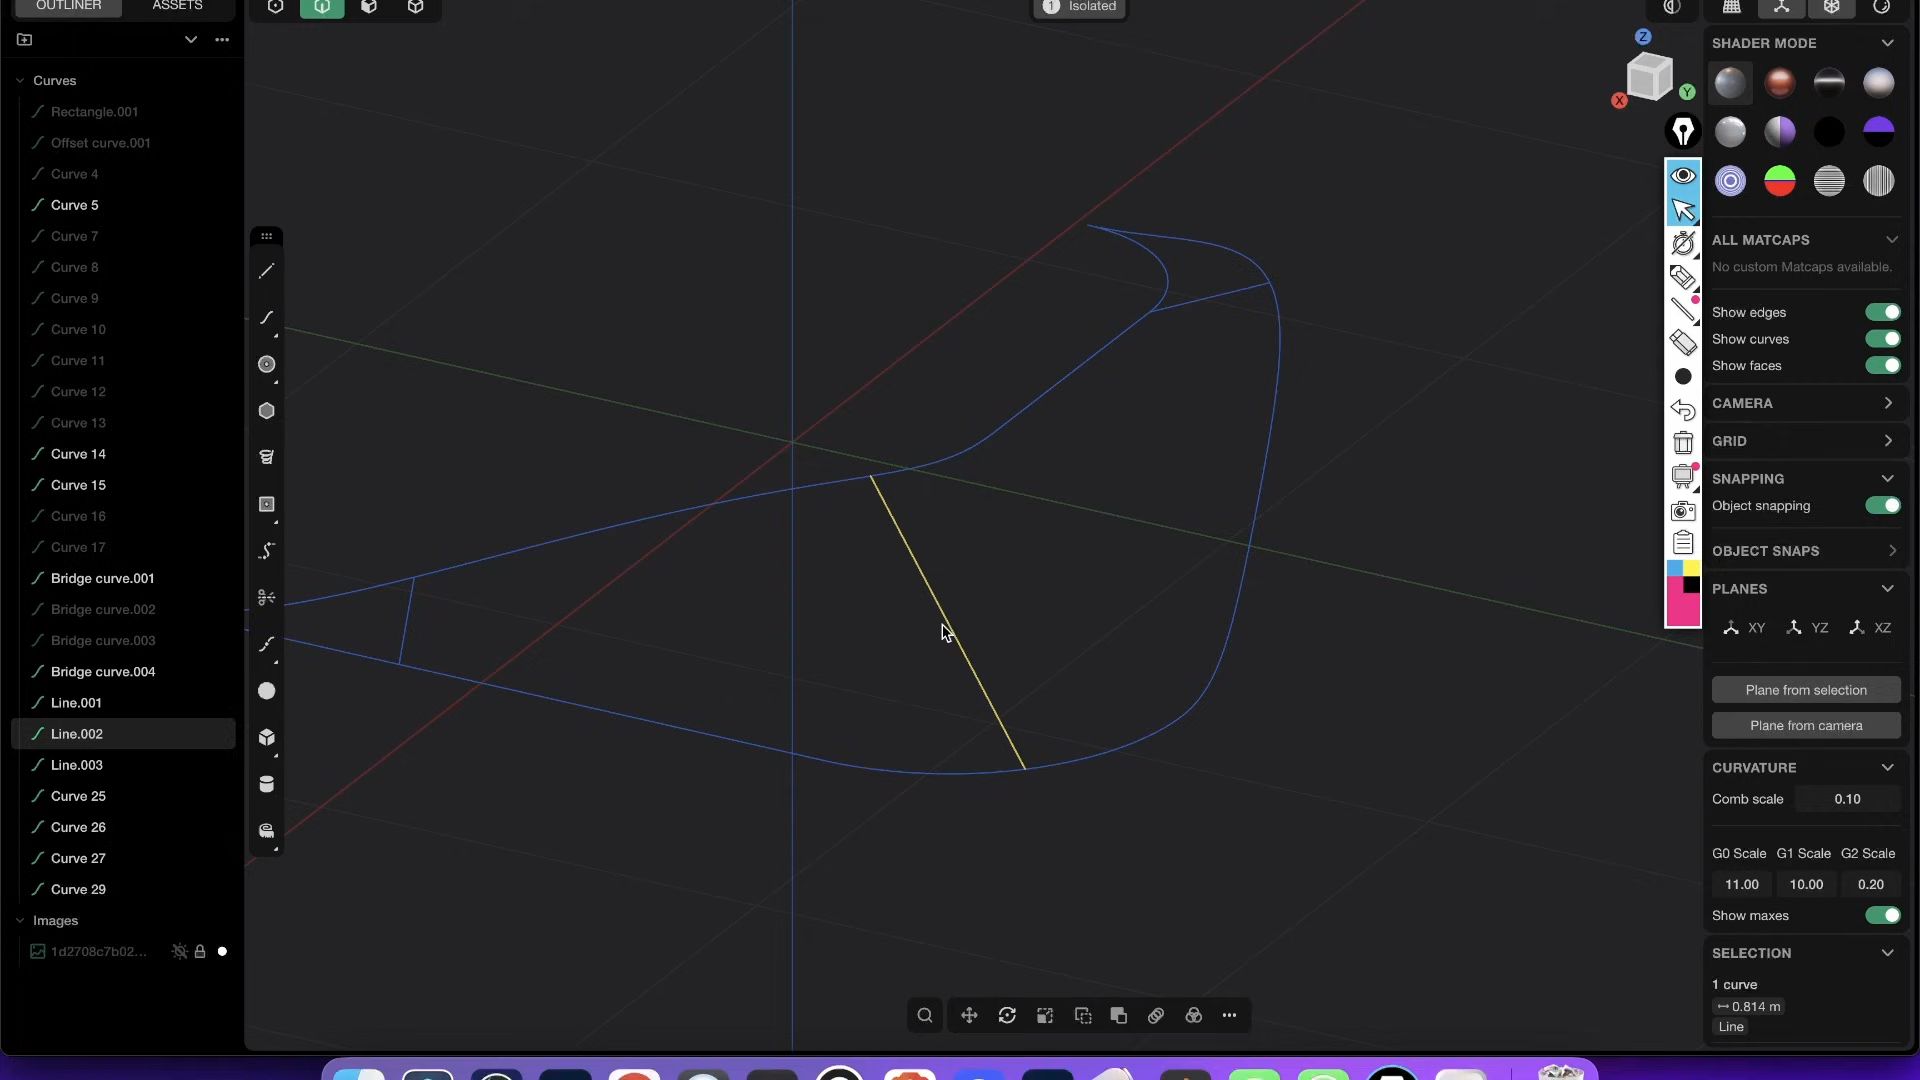 OUTLINER
ASSETS
Curves
Rectangle.001
Offset curve.001
Curve 4
Curve 5
Curve 7
Curve 8
Curve 9
Curve 10
Curve 11
Curve 12
Curve 13
Curve 14
Curve 15
Curve 16
Curve 17
Bridge curve.001
Bridge curve.002
Bridge curve.003
Bridge curve.004
Line.001
Line.002
Line.003
Curve 25
Curve 26
Curve 27
Curve 29
Images
1d2708c7b02...
1 Isolated
Z
X
Y
SHADER MODE
ALL MATCAPS
No custom Matcaps available.
Show edges
Show curves
Show faces
CAMERA
GRID
SNAPPING
Object snapping
OBJECT SNAPS
PLANES
XY YZ XZ
Plane from selection
Plane from camera
CURVATURE
Comb scale 0.10
G0 Scale G1 Scale G2 Scale
11.00 10.00 0.20
Show maxes
SELECTION
1 curve
↔ 0.814 m
Line